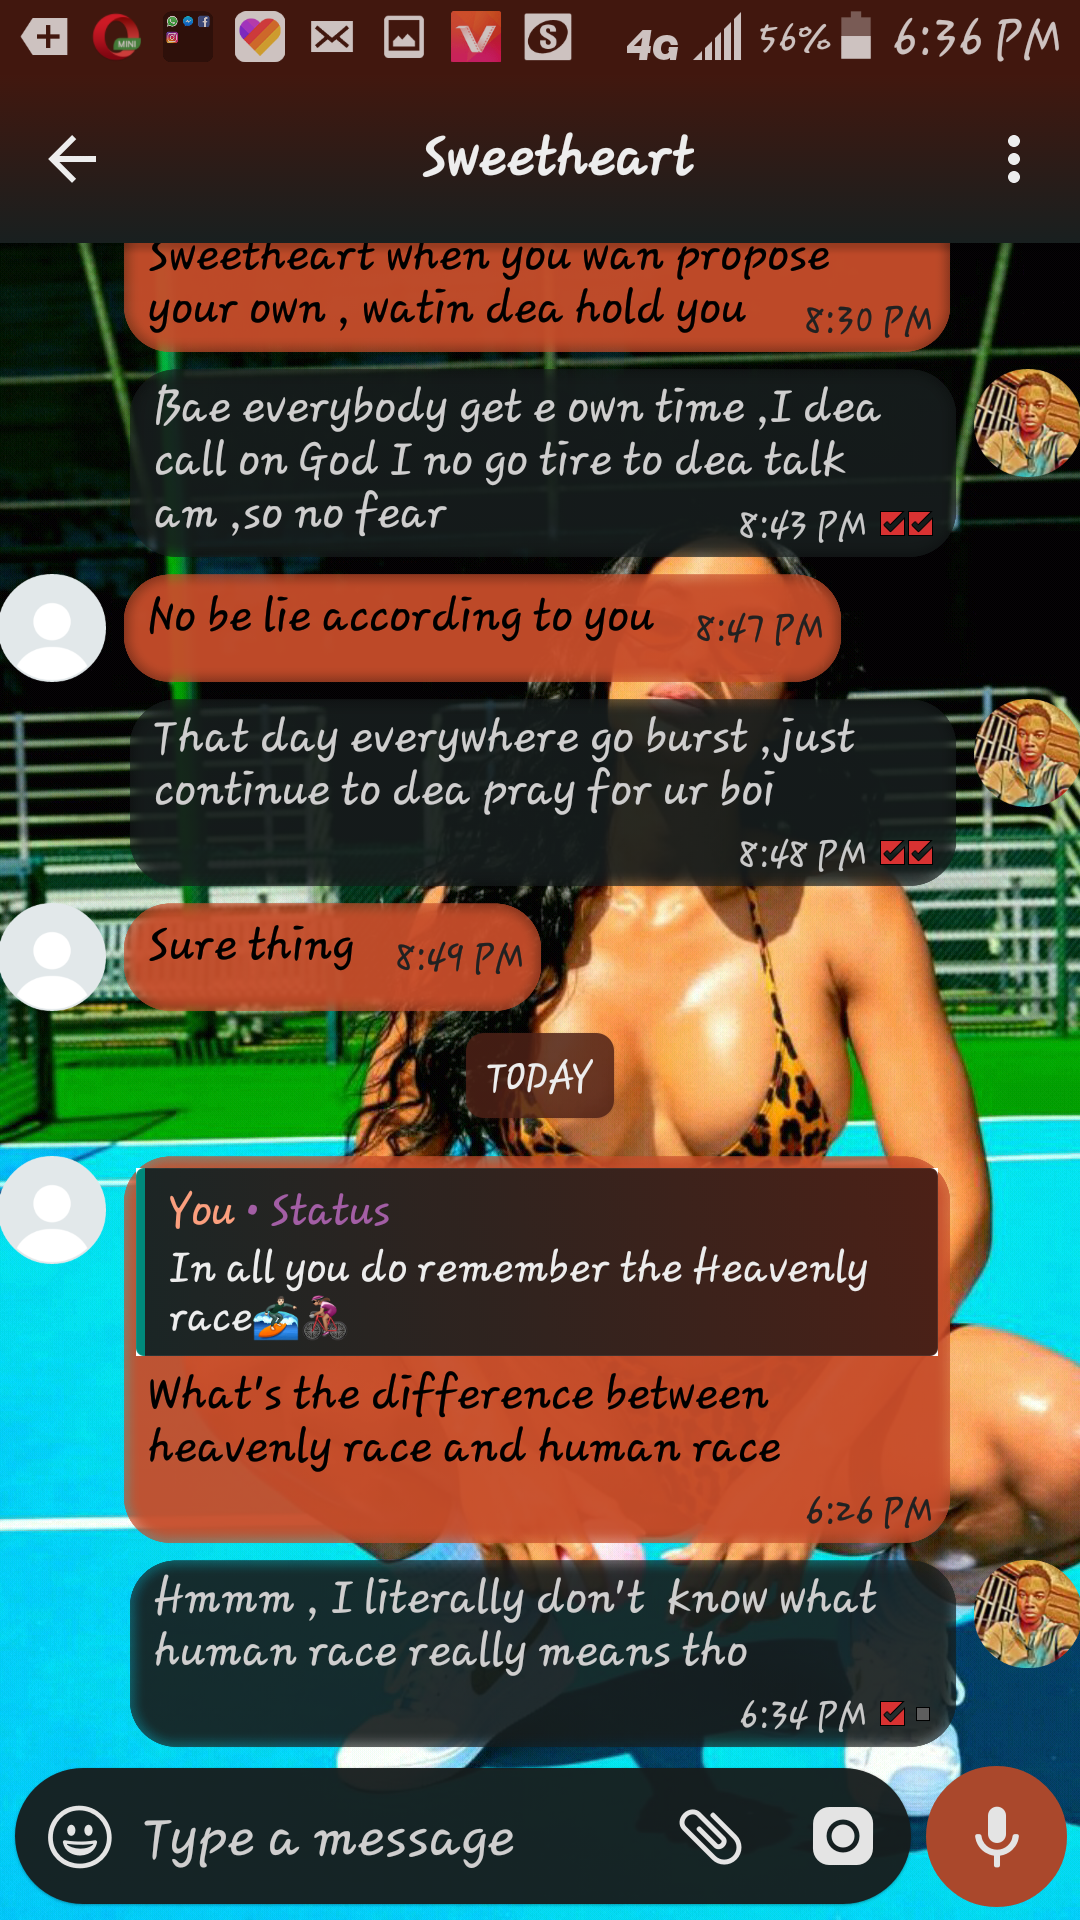 MINI
4G 56% 6:36 PM
Sweetheart
Sweetheart when you wan propose
your own , watin dea hold you 8:30 PM
Bae everybody get e own time ,I dea
call on God I no go tire to dea talk
am ,so no fear 8:43 PM
No be lie according to you 8:47 PM
That day everywhere go burst ,just
continue to dea pray for ur boi
8:48 PM
Sure thing 8:49 PM
TODAY
You • Status
In all you do remember the Heavenly
race🏄🚴
What's the difference between
heavenly race and human race
6:26 PM
Hmmm , I literally don't know what
human race really means tho
6:34 PM
Type a message